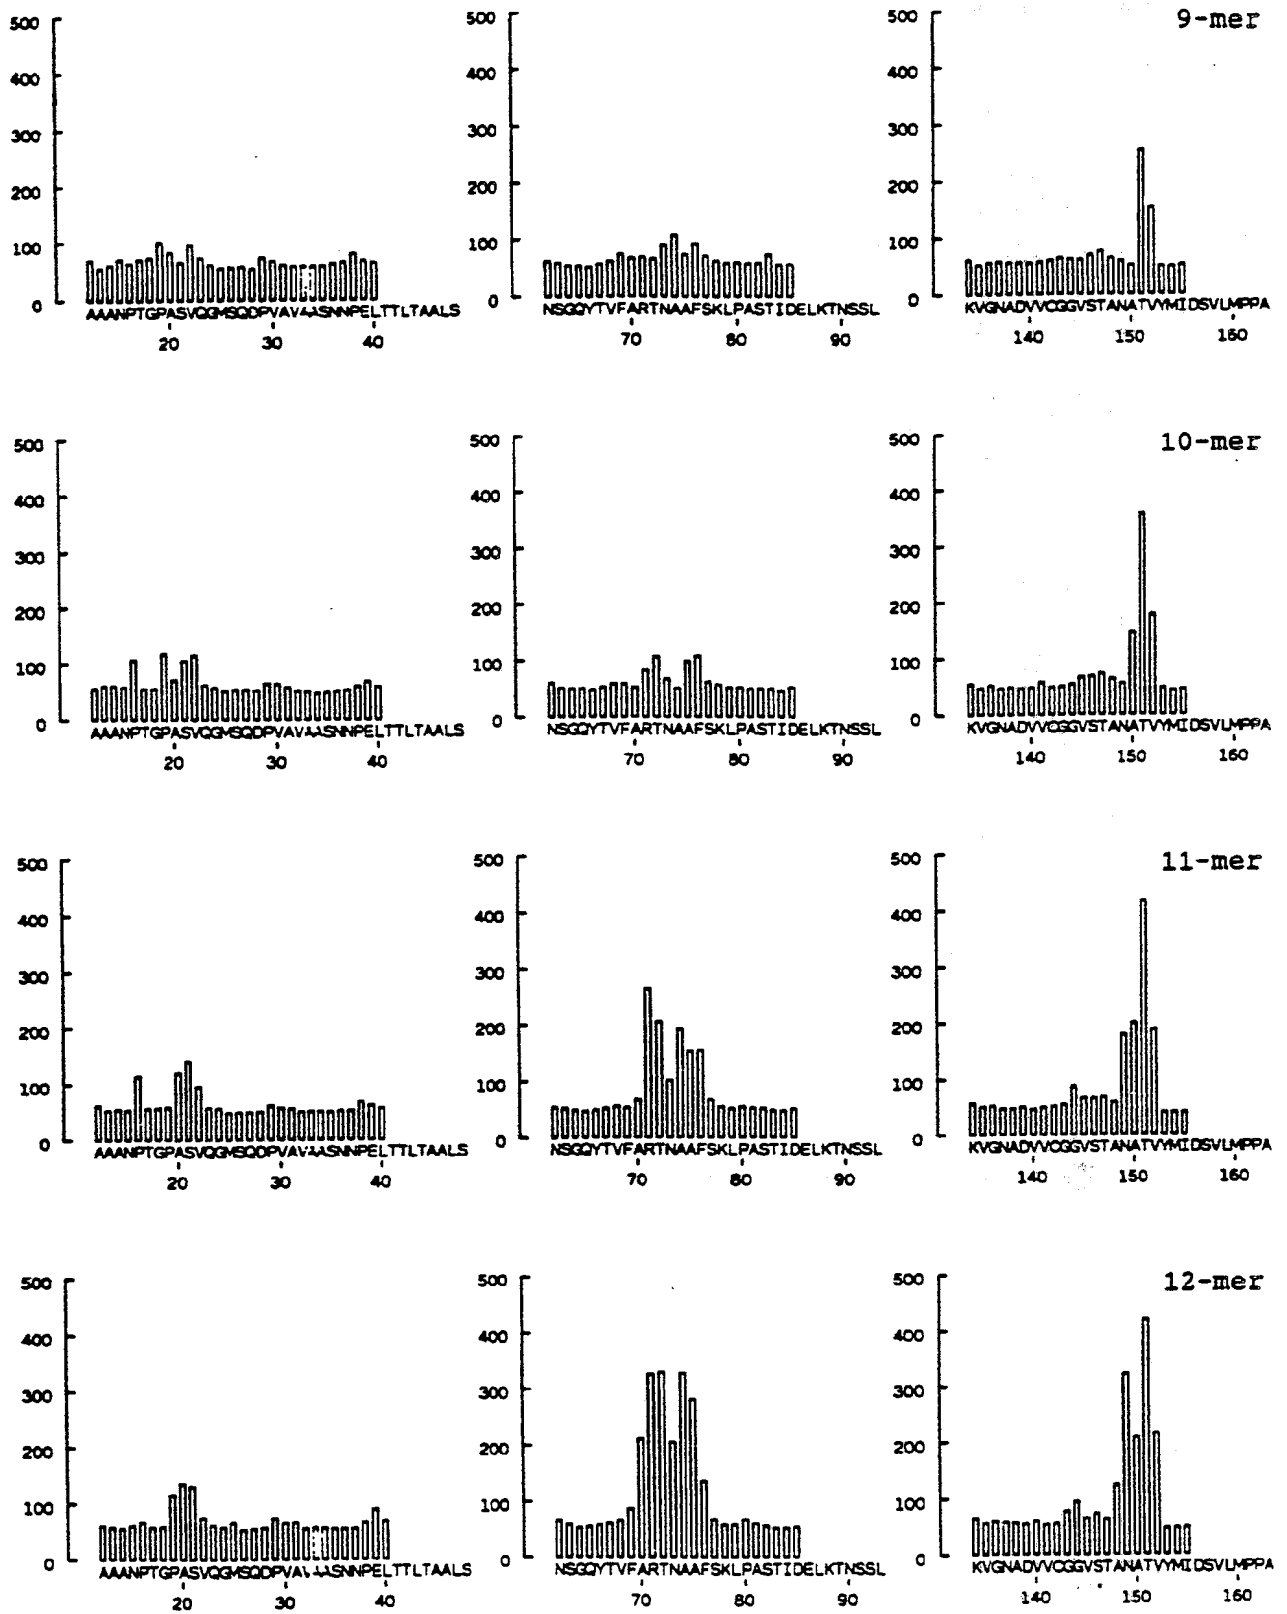 9-mer
500 500 500
400 400 400
300 300 300
200 200 200
100 100 100
0 0 0
AAANPTGPASVQGMSQDPVAVAASNNPELTTLTAALS NSGQYTVFARTNAAFSKLPASTIDELKTNSSL KVGNADVVCGGVSTANATVYMIDSVLMPPA
20 30 40 70 80 90 140 150 160
10-mer
500 500 500
400 400 400
300 300 300
200 200 200
100 100 100
0 0 0
AAANPTGPASVQGMSQDPVAVAASNNPELTTLTAALS NSGQYTVFARTNAAFSKLPASTIDELKTNSSL KVGNADVVCGGVSTANATVYMIDSVLMPPA
20 30 40 70 80 90 140 150 160
11-mer
500 500 500
400 400 400
300 300 300
200 200 200
100 100 100
0 0 0
AAANPTGPASVQGMSQDPVAVAASNNPELTTLTAALS NSGQYTVFARTNAAFSKLPASTIDELKTNSSL KVGNADVVCGGVSTANATVYMIDSVLMPPA
20 30 40 70 80 90 140 150 160
12-mer
500 500 500
400 400 400
300 300 300
200 200 200
100 100 100
0 0 0
AAANPTGPASVQGMSQDPVAVAASNNPELTTLTAALS NSGQYTVFARTNAAFSKLPASTIDELKTNSSL KVGNADVVCGGVSTANATVYMIDSVLMPPA
20 30 40 70 80 90 140 150 160